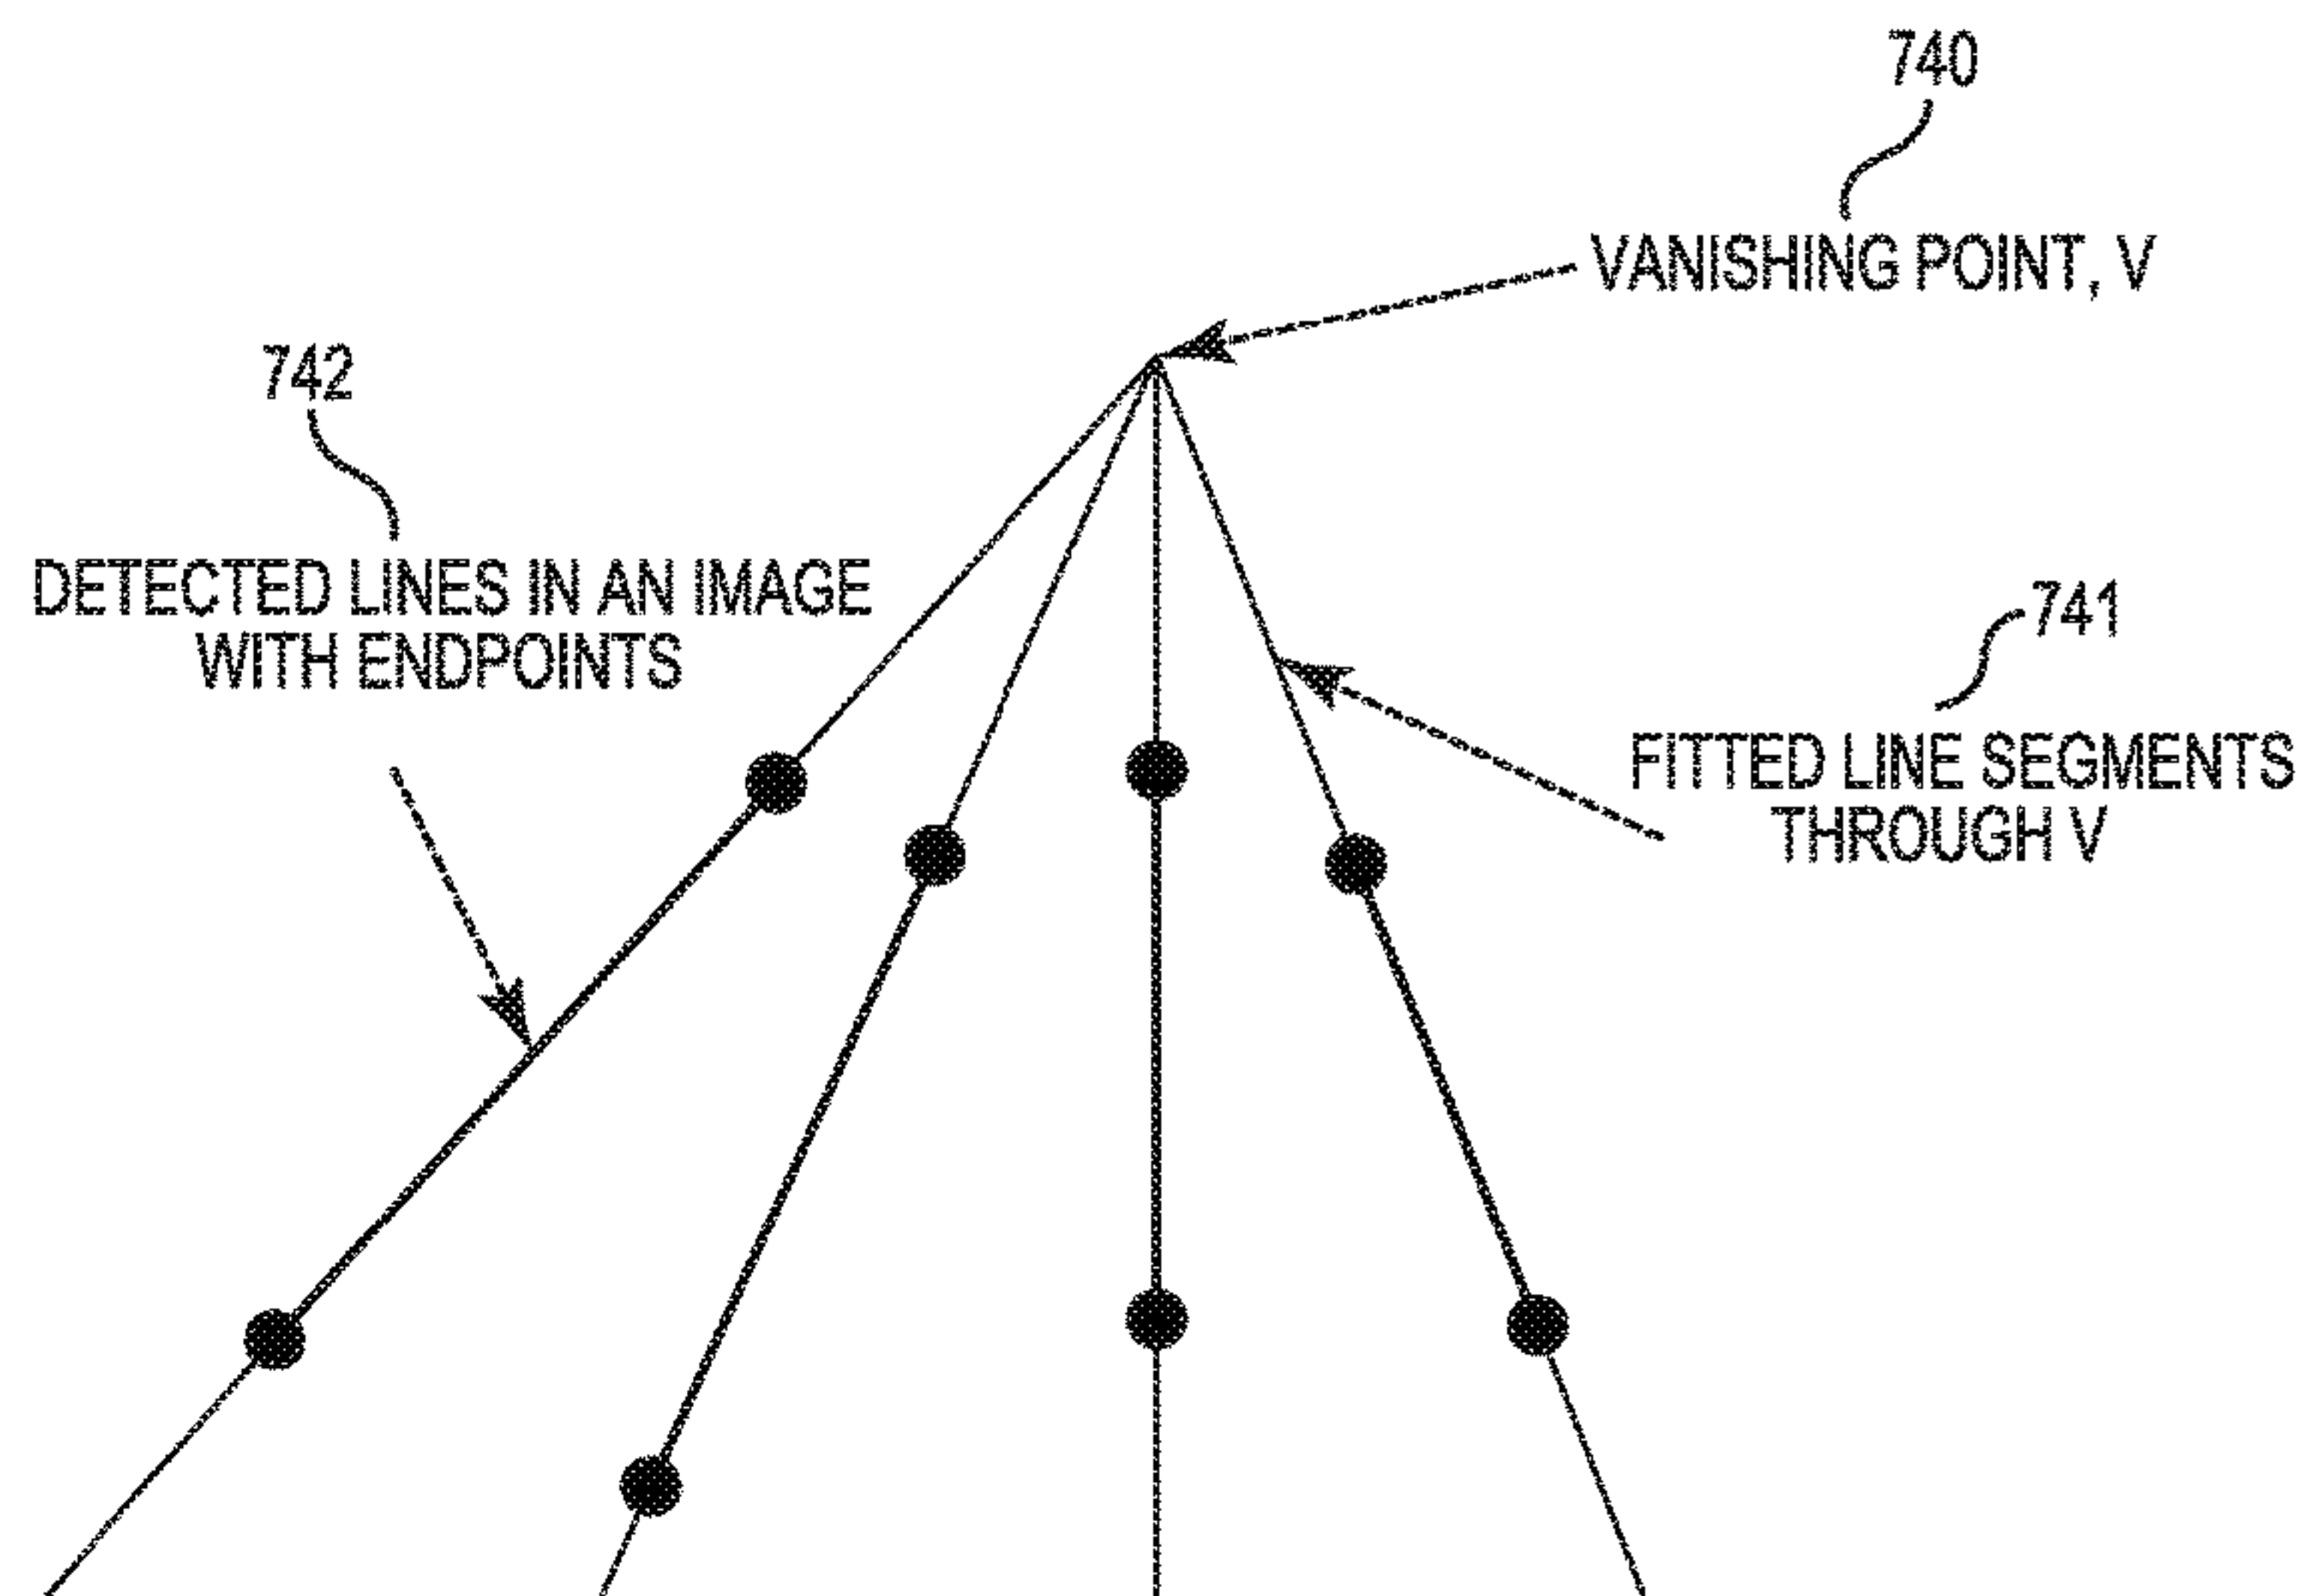 740
VANISHING POINT, V
742
DETECTED LINES IN AN IMAGE
WITH ENDPOINTS
741
FITTED LINE SEGMENTS
THROUGH V